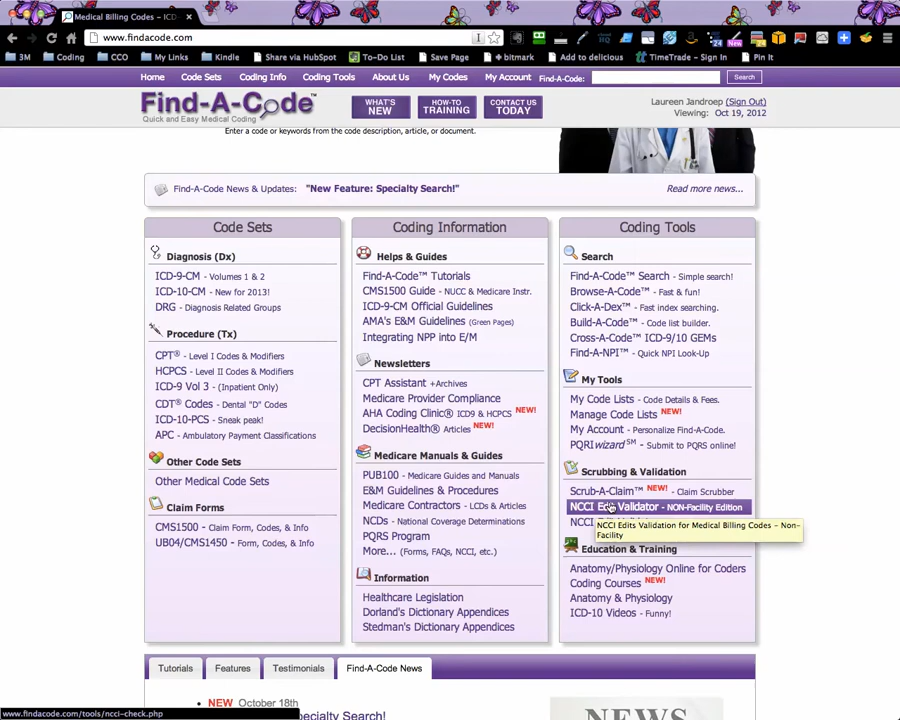 Medical Billing Codes – ICD-
www.findacode.com
3M Coding CCO My Links Kindle Share via HubSpot To-Do List Save Page + bitmark Add to delicious TimeTrade – Sign In Pin It
Home Code Sets Coding Info Coding Tools About Us My Codes My Account Find-A-Code: Search
Find-A-Code™
Quick and Easy Medical Coding
WHAT'S NEW
HOW-TO TRAINING
CONTACT US TODAY
Laureen Jandroep (Sign Out)
Viewing: Oct 19, 2012
Enter a code or keywords from the code description, article, or document.
Find-A-Code News & Updates: "New Feature: Specialty Search!" Read more news...
Code Sets
Diagnosis (Dx)
ICD-9-CM - Volumes 1 & 2
ICD-10-CM - New for 2013!
DRG - Diagnosis Related Groups
Procedure (Tx)
CPT® - Level I Codes & Modifiers
HCPCS - Level II Codes & Modifiers
ICD-9 Vol 3 - (Inpatient Only)
CDT® Codes - Dental "D" Codes
ICD-10-PCS - Sneak peak!
APC - Ambulatory Payment Classifications
Other Code Sets
Other Medical Code Sets
Claim Forms
CMS1500 - Claim Form, Codes, & Info
UB04/CMS1450 - Form, Codes, & Info
Coding Information
Helps & Guides
Find-A-Code™ Tutorials
CMS1500 Guide - NUCC & Medicare Instr.
ICD-9-CM Official Guidelines
AMA's E&M Guidelines (Green Pages)
Integrating NPP into E/M
Newsletters
CPT Assistant +Archives
Medicare Provider Compliance
AHA Coding Clinic® ICD9 & HCPCS NEW!
DecisionHealth® Articles NEW!
Medicare Manuals & Guides
PUB100 - Medicare Guides and Manuals
E&M Guidelines & Procedures
Medicare Contractors - LCDs & Articles
NCDs - National Coverage Determinations
PQRS Program
More... (Forms, FAQs, NCCI, etc.)
Information
Healthcare Legislation
Dorland's Dictionary Appendices
Stedman's Dictionary Appendices
Coding Tools
Search
Find-A-Code™ Search - Simple search!
Browse-A-Code™ - Fast & fun!
Click-A-Dex™ - Fast index searching.
Build-A-Code™ - Code list builder.
Cross-A-Code™ ICD-9/10 GEMs
Find-A-NPI™ - Quick NPI Look-Up
My Tools
My Code Lists - Code Details & Fees.
Manage Code Lists NEW!
My Account - Personalize Find-A-Code.
PQRIwizard℠ - Submit to PQRS online!
Scrubbing & Validation
Scrub-A-Claim™ NEW! - Claim Scrubber
NCCI Edits Validator - NON-Facility Edition
NCCI
NCCI Edits Validation for Medical Billing Codes - Non-
Facility
Education & Training
Anatomy/Physiology Online for Coders
Coding Courses NEW!
Anatomy & Physiology
ICD-10 Videos - Funny!
Tutorials Features Testimonials Find-A-Code News
NEW October 18th
Specialty Search!
NEWS
www.findacode.com/tools/ncci-check.php